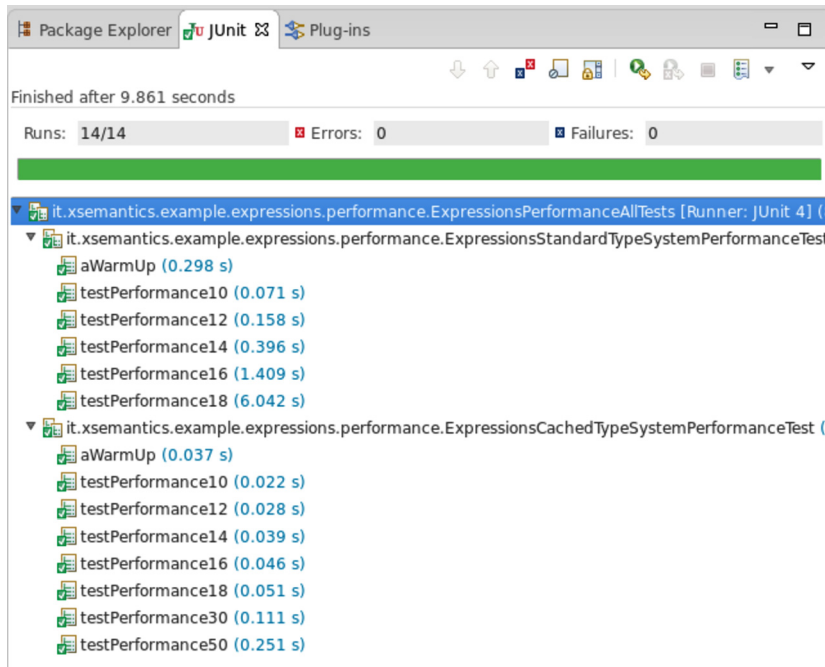 Package Explorer JUnit Plug-ins
Finished after 9.861 seconds
Runs: 14/14 Errors: 0 Failures: 0
it.xsemantics.example.expressions.performance.ExpressionsPerformanceAllTests [Runner: JUnit 4] (
it.xsemantics.example.expressions.performance.ExpressionsStandardTypeSystemPerformanceTest
aWarmUp (0.298 s)
testPerformance10 (0.071 s)
testPerformance12 (0.158 s)
testPerformance14 (0.396 s)
testPerformance16 (1.409 s)
testPerformance18 (6.042 s)
it.xsemantics.example.expressions.performance.ExpressionsCachedTypeSystemPerformanceTest (
aWarmUp (0.037 s)
testPerformance10 (0.022 s)
testPerformance12 (0.028 s)
testPerformance14 (0.039 s)
testPerformance16 (0.046 s)
testPerformance18 (0.051 s)
testPerformance30 (0.111 s)
testPerformance50 (0.251 s)